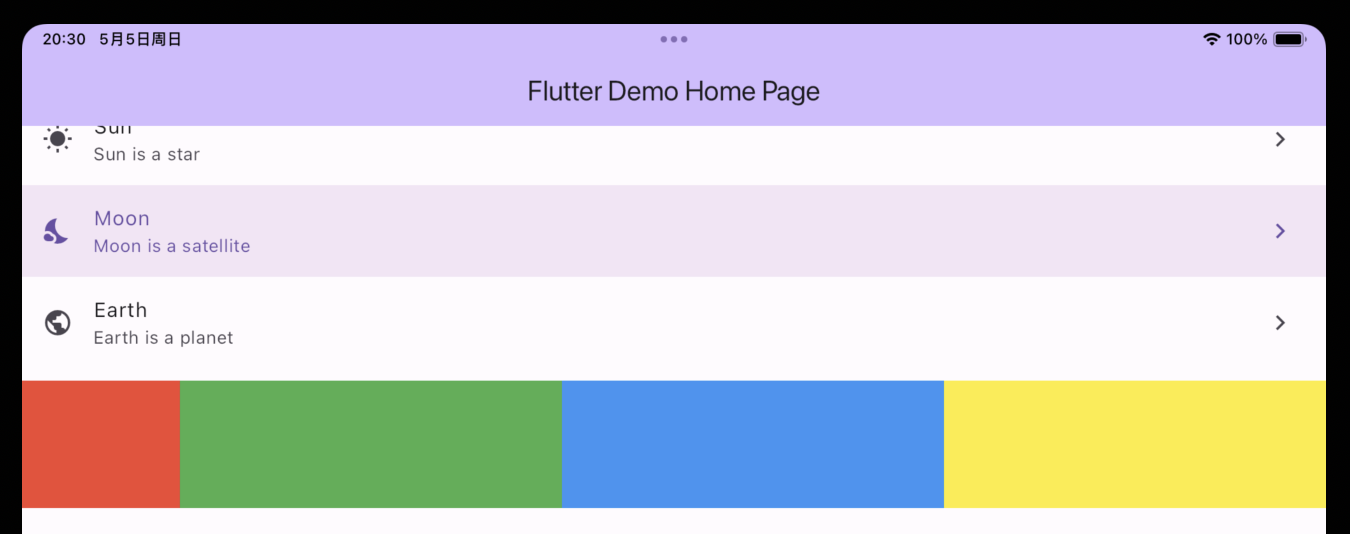 20:30 5月5日周日
100%
Flutter Demo Home Page
Sun
Sun is a star
Moon
Moon is a satellite
Earth
Earth is a planet